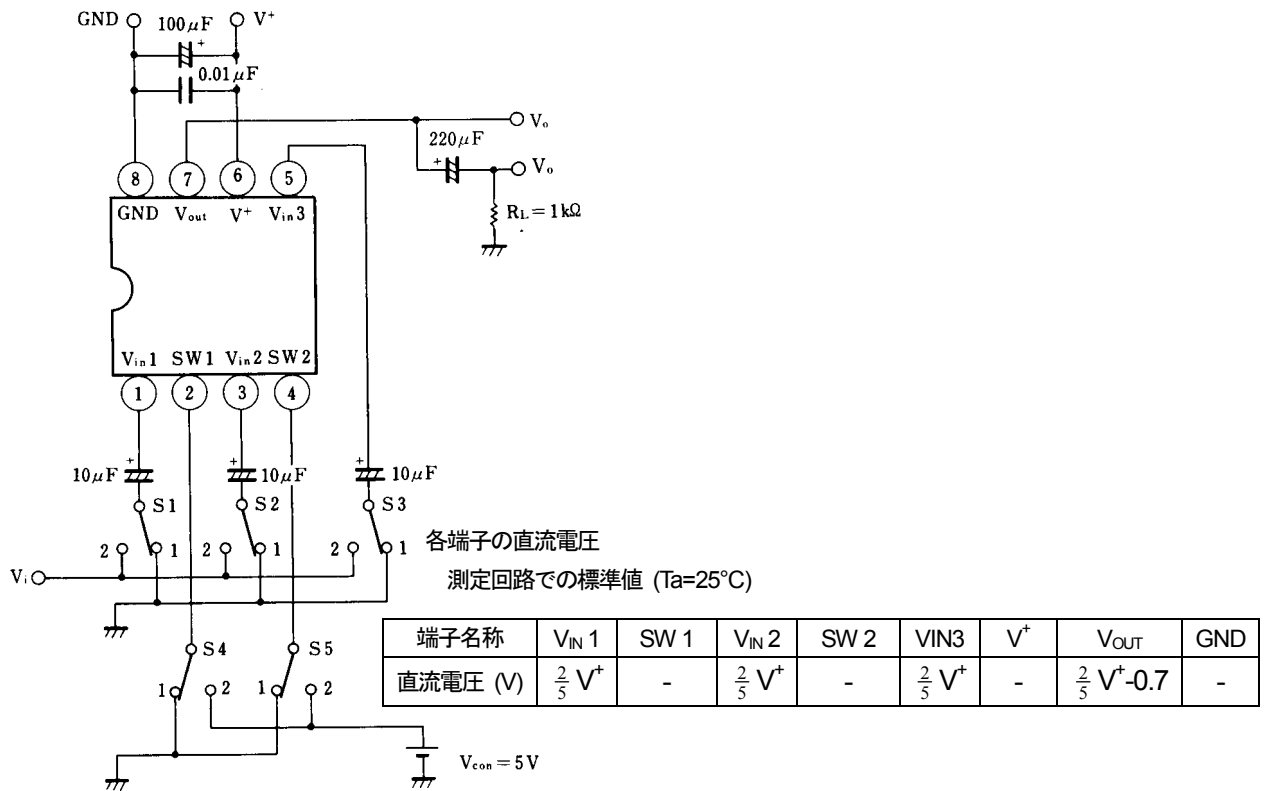 GND 100μF + V⁺
0.01μF
Vₒ
220μF
+
Vₒ
8 7 6 5
RL=1kΩ
GND Vout V⁺ Vin3
Vin1 SW1 Vin2 SW2
1 2 3 4
+ + +
10μF 10μF 10μF
S1 S2 S3
2 1 2 1 2 1
Vi
各端子の直流電圧
測定回路での標準値 (Ta=25°C)
端子名称 VIN 1 SW 1 VIN 2 SW 2 VIN3 V⁺ VOUT GND
直流電圧 (V) 2/5 V⁺ - 2/5 V⁺ - 2/5 V⁺ - 2/5 V⁺-0.7 -
S4 S5
1 2 1 2
Vcon=5V